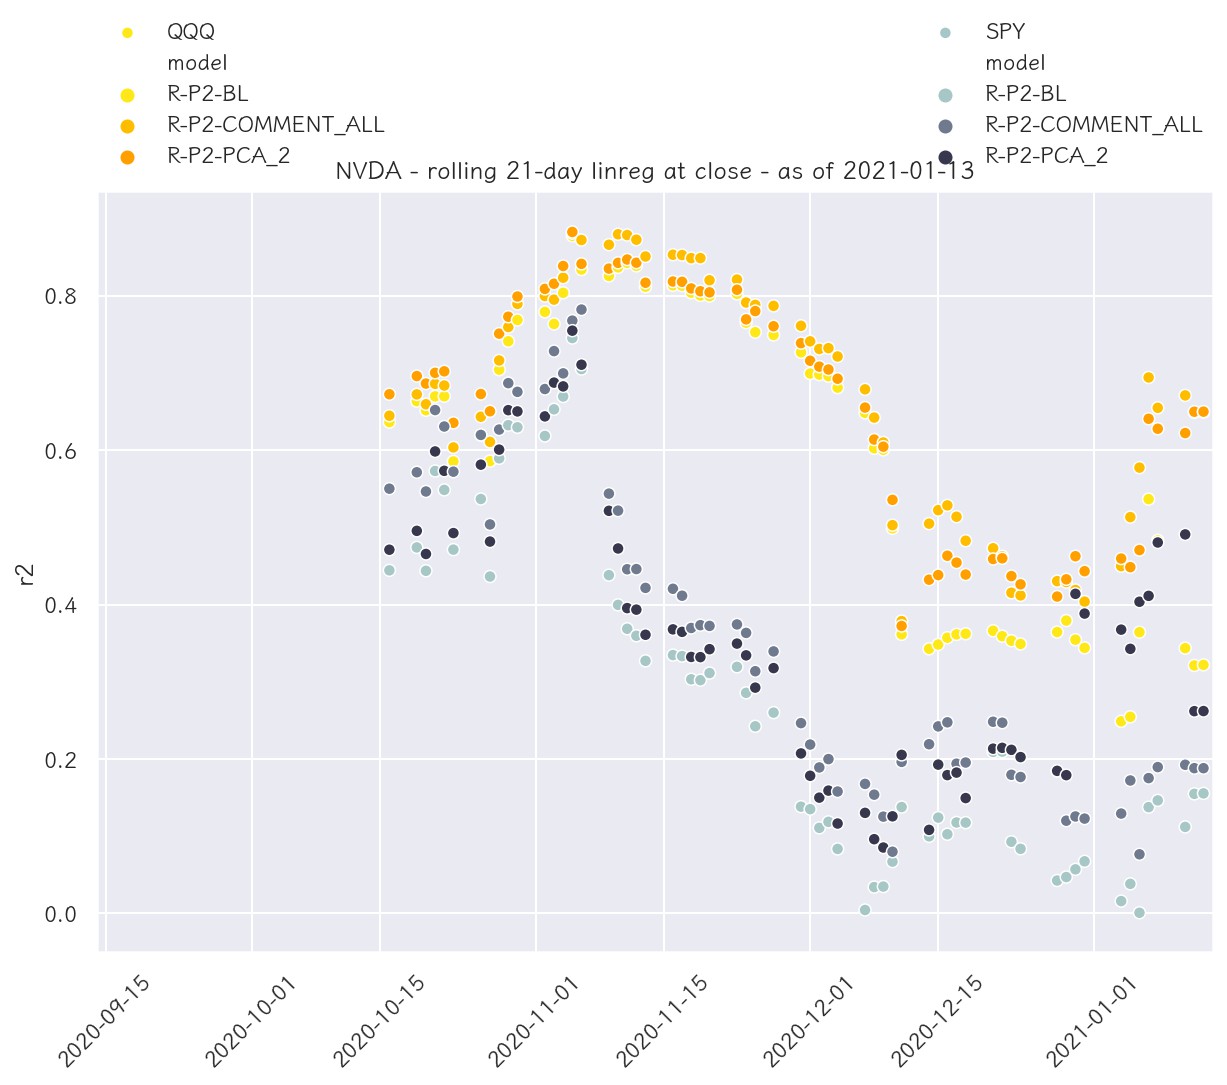 QQQ
model
R-P2-BL
R-P2-COMMENT_ALL
R-P2-PCA_2
SPY
model
R-P2-BL
R-P2-COMMENT_ALL
R-P2-PCA_2
NVDA - rolling 21-day linreg at close - as of 2021-01-13
r2
0.8
0.6
0.4
0.2
0.0
2020-09-15
2020-10-01
2020-10-15
2020-11-01
2020-11-15
2020-12-01
2020-12-15
2021-01-01